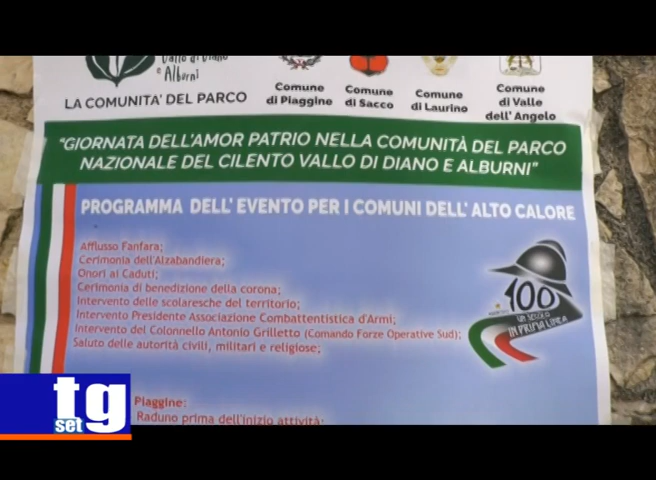 Vallo di Diano
e Alburni
LA COMUNITA' DEL PARCO
Comune
di Piaggine
Comune
di Sacco
Comune
di Laurino
Comune
di Valle
dell' Angelo
"GIORNATA DELL'AMOR PATRIO NELLA COMUNITÀ DEL PARCO
NAZIONALE DEL CILENTO VALLO DI DIANO E ALBURNI"
PROGRAMMA DELL' EVENTO PER I COMUNI DELL' ALTO CALORE
Afflusso Fanfara;
Cerimonia dell'Alzabandiera;
Onori ai Caduti;
Cerimonia di benedizione della corona;
Intervento delle scolaresche del territorio;
Intervento Presidente Associazione Combattentistica d'Armi;
Intervento del Colonnello Antonio Grilletto (Comando Forze Operative Sud);
Saluto delle autorità civili, militari e religiose;
100
UN SECOLO
IN PRIMA LINEA
Piaggine:
Raduno prima dell'inizio attività;
tg
set